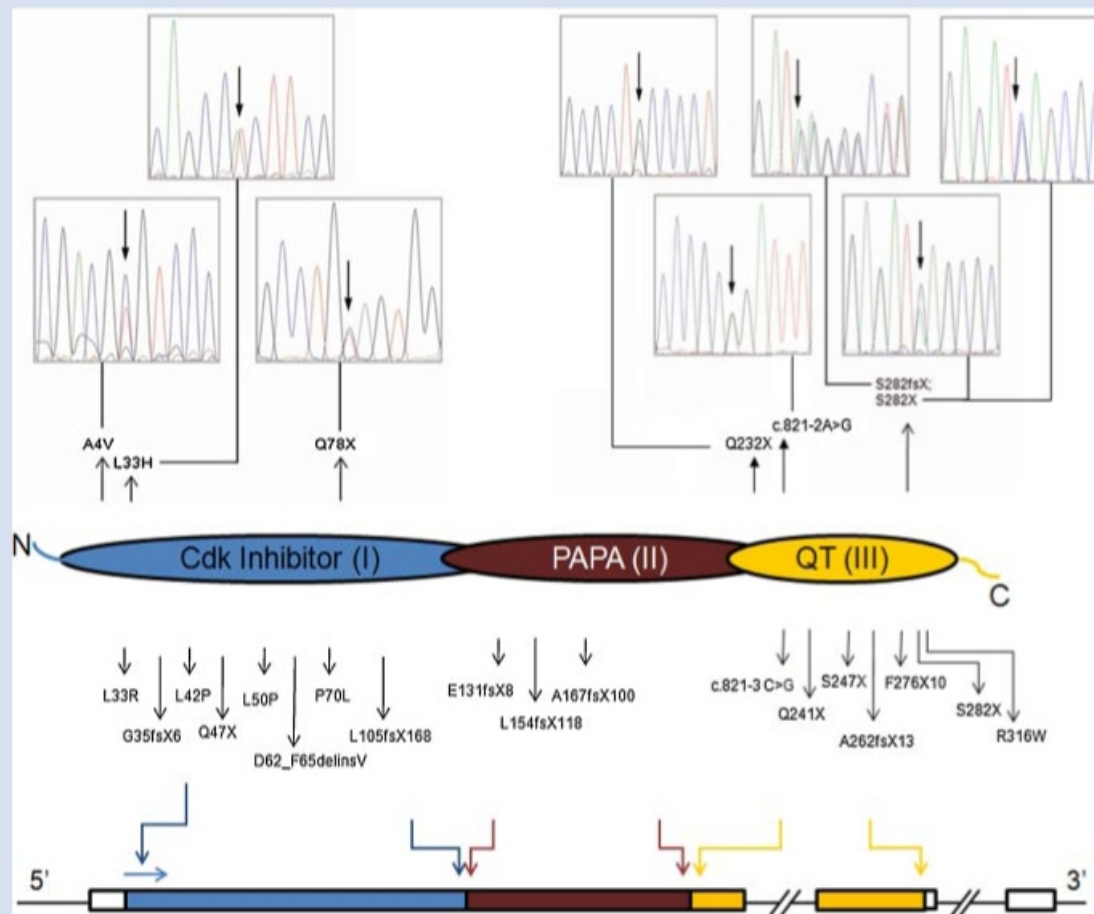 S282fsX;
S282X
c.821-2A>G
A4V
Q78X
Q232X
L33H
N
Cdk Inhibitor (I)
PAPA (II)
QT (III)
C
L33R
L42P
L50P
P70L
E131fsX8
A167fsX100
c.821-3 C>G
S247X
F276X10
G35fsX6
Q47X
L105fsX168
L154fsX118
Q241X
S282X
D62_F65delinsV
A262fsX13
R316W
5'
3'